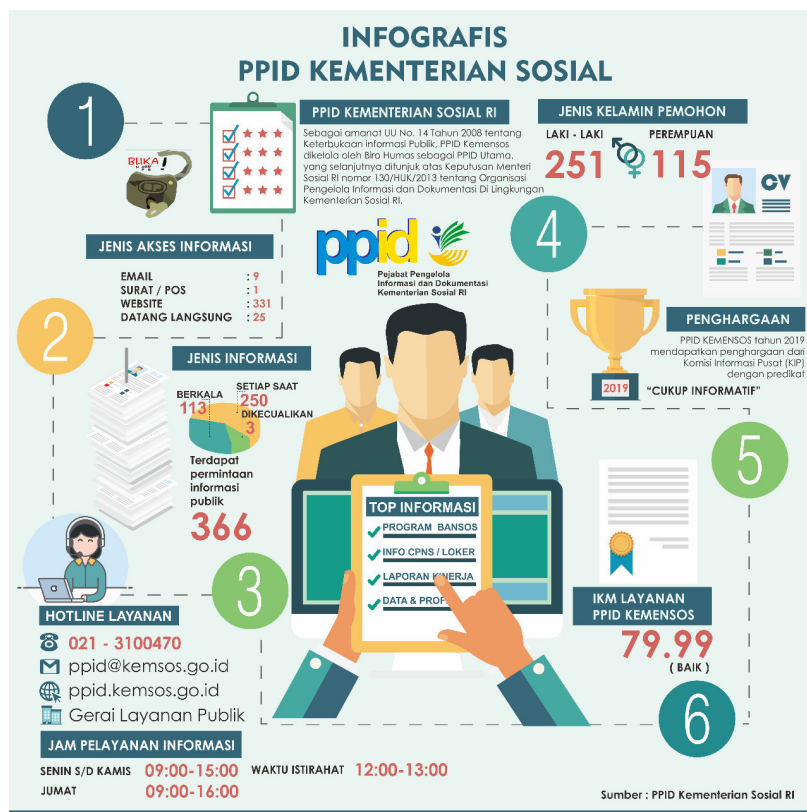 INFOGRAFIS
PPID KEMENTERIAN SOSIAL
1
BUKA
PPID KEMENTERIAN SOSIAL RI
Sebagai amanat UU No. 14 Tahun 2008 tentang
Keterbukaan informasi Publik, PPID Kemensos
dikelola oleh Biro Humas sebagai PPID Utama,
yang selanjutnya ditunjuk atas Keputusan Menteri
Sosial RI nomor 130/HUK/2013 tentang Organisasi
Pengelola Informasi dan Dokumentasi Di Lingkungan
Kementerian Sosial RI.
JENIS KELAMIN PEMOHON
LAKI - LAKI PEREMPUAN
251 115
CV
4
ppid
Pejabat Pengelola
Informasi dan Dokumentasi
Kementerian Sosial RI
JENIS AKSES INFORMASI
EMAIL : 9
SURAT / POS : 1
WEBSITE : 331
DATANG LANGSUNG : 25
PENGHARGAAN
PPID KEMENSOS tahun 2019
mendapatkan penghargaan dari
Komisi Informasi Pusat (KIP)
dengan predikat
2019 "CUKUP INFORMATIF"
2
JENIS INFORMASI
BERKALA
113
SETIAP SAAT
250
DIKECUALIKAN
3
Terdapat
permintaan
informasi
publik
366
5
TOP INFORMASI
PROGRAM BANSOS
INFO CPNS / LOKER
LAPORAN KINERJA
DATA & PROF
3
HOTLINE LAYANAN
021 - 3100470
ppid@kemsos.go.id
ppid.kemsos.go.id
Gerai Layanan Publik
IKM LAYANAN
PPID KEMENSOS
79.99
( BAIK )
6
JAM PELAYANAN INFORMASI
SENIN S/D KAMIS 09:00-15:00 WAKTU ISTIRAHAT 12:00-13:00
JUMAT 09:00-16:00
Sumber : PPID Kementerian Sosial RI